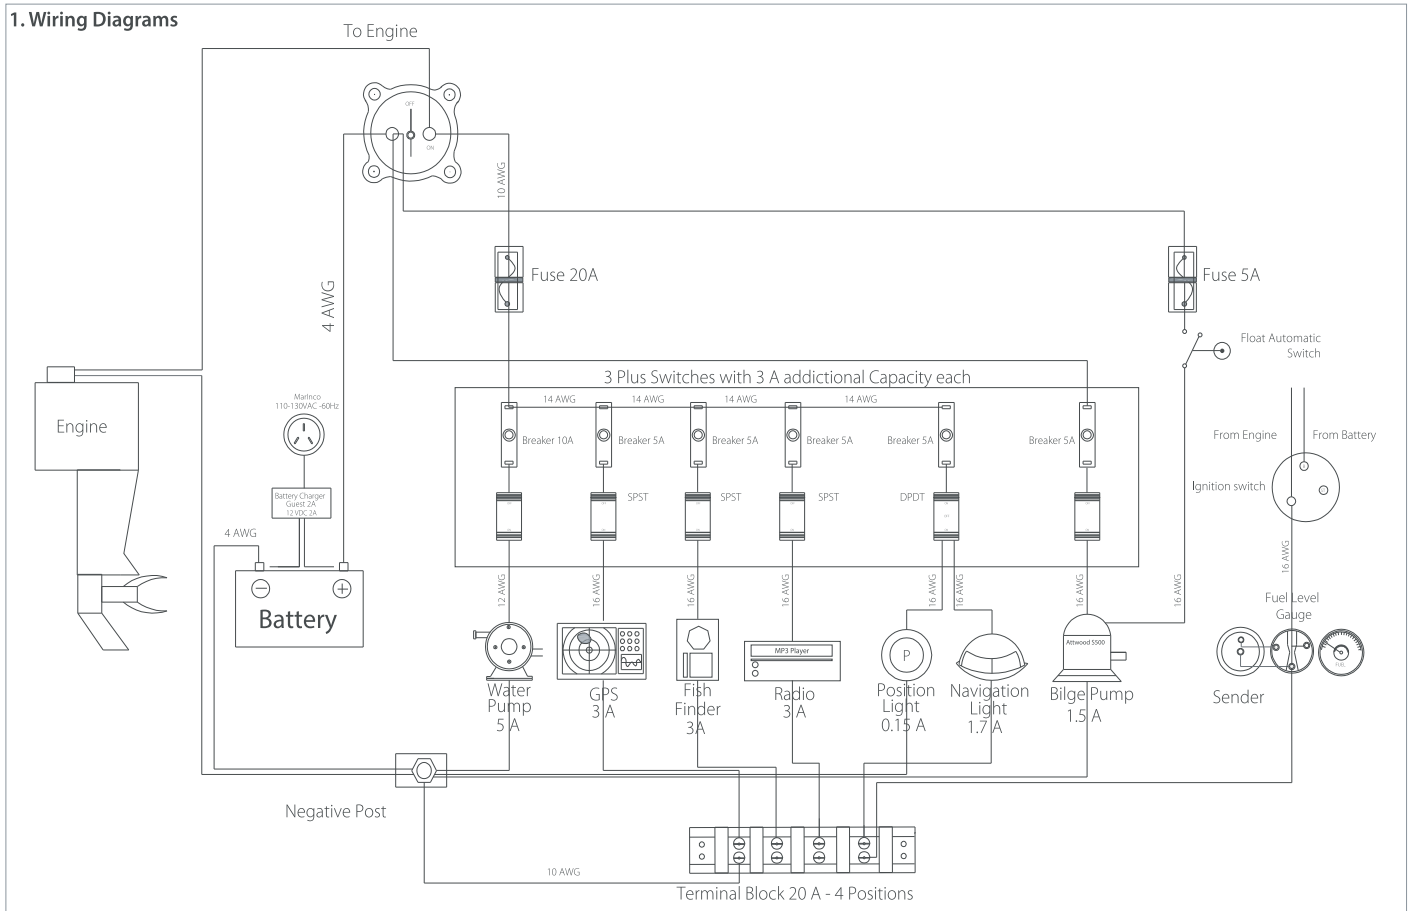 1. Wiring Diagrams
To Engine
OFF
ON
10 AWG
4 AWG
Fuse 20A
Fuse 5A
Float Automatic
Switch
3 Plus Switches with 3 A addictional Capacity each
14 AWG
14 AWG
14 AWG
14 AWG
Breaker 10A
Breaker 5A
Breaker 5A
Breaker 5A
Breaker 5A
Breaker 5A
SPST
SPST
SPST
DPDT
Engine
Marinco
110-130VAC -60Hz
Battery Charger
Guest 2A
12 VDC 2A
4 AWG
Battery
From Engine
From Battery
Ignition switch
12 AWG
16 AWG
16 AWG
16 AWG
16 AWG
16 AWG
16 AWG
16 AWG
16 AWG
Fuel Level
Gauge
FUEL
Sender
MP3 Player
P
Attwood S500
Water
Pump
5 A
GPS
3 A
Fish
Finder
3A
Radio
3 A
Position
Light
0.15 A
Navigation
Light
1.7 A
Bilge Pump
1.5 A
Negative Post
10 AWG
Terminal Block 20 A - 4 Positions